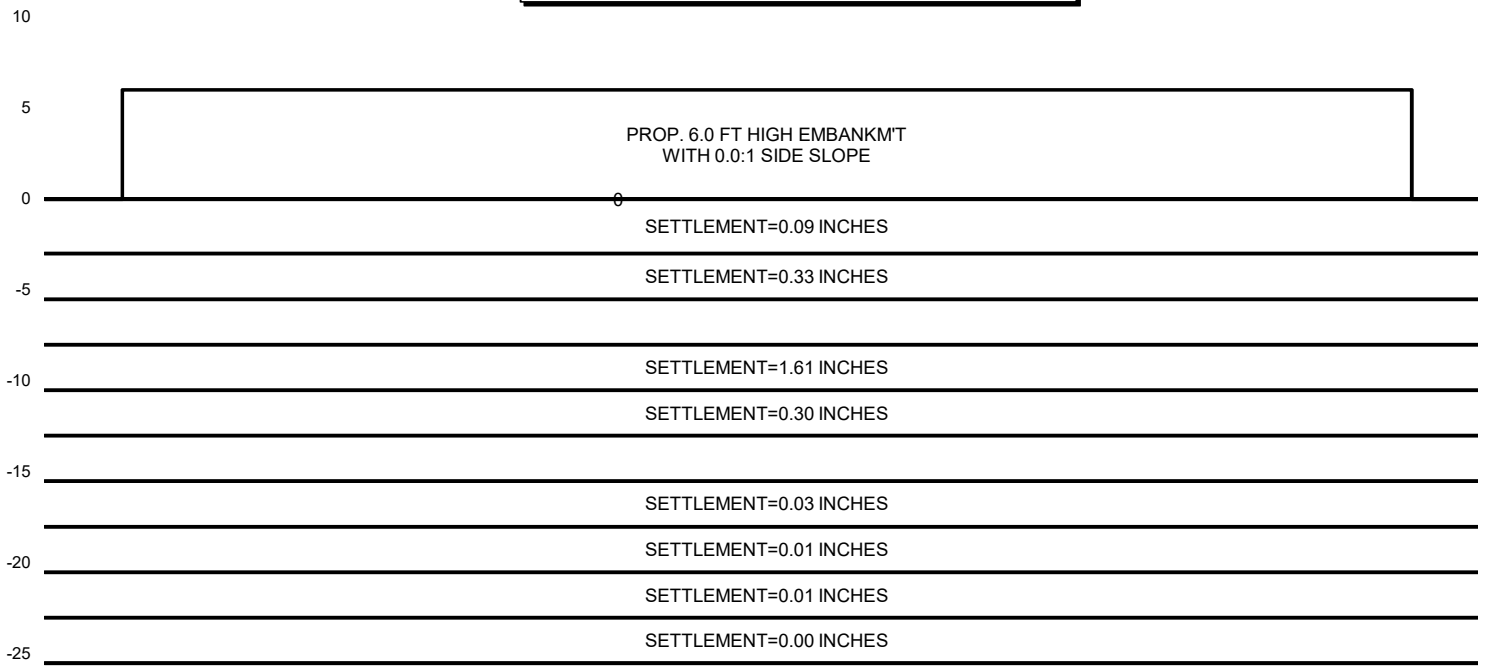 10
5
PROP. 6.0 FT HIGH EMBANKM'T
WITH 0.0:1 SIDE SLOPE
0
0
SETTLEMENT=0.09 INCHES
SETTLEMENT=0.33 INCHES
-5
SETTLEMENT=1.61 INCHES
-10
SETTLEMENT=0.30 INCHES
-15
SETTLEMENT=0.03 INCHES
SETTLEMENT=0.01 INCHES
-20
SETTLEMENT=0.01 INCHES
SETTLEMENT=0.00 INCHES
-25